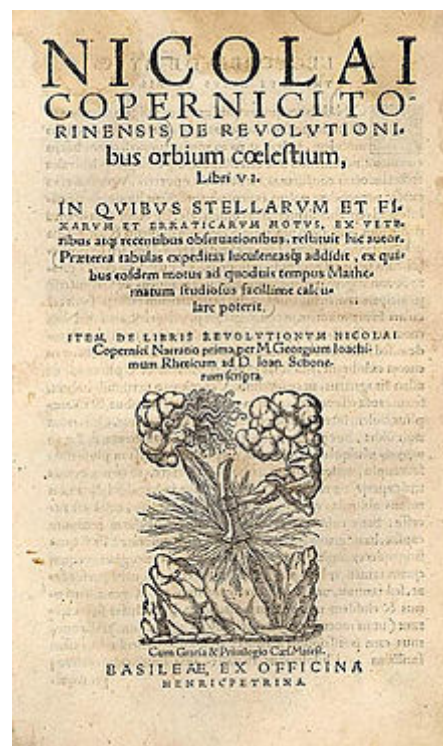 NICOLAI
COPERNICI TO-
RINENSIS DE REVOLVTIONI-
bus orbium cœlestium,
Libri VI.
IN QVIBVS STELLARVM ET FI-
XARVM ET ERRATICARVM MOTVS, EX VETE-
ribus atq; recentibus obseruationibus, restituit hic autor.
Præterea tabulas expeditas luculentasq; addidit, ex qui-
bus eosdem motus ad quoduis tempus Mathe-
matum studiosus facillime calcu-
lare poterit.
ITEM, DE LIBRIS REVOLVTIONVM NICOLAI
Copernici Narratio prima, per M. Georgium Ioachi-
mum Rheticum ad D. Ioan. Schone-
rum scripta.
Cum Gratia & Priuilegio Cæs. Maiest.
BASILEAE, EX OFFICINA
HENRICPETRINA.